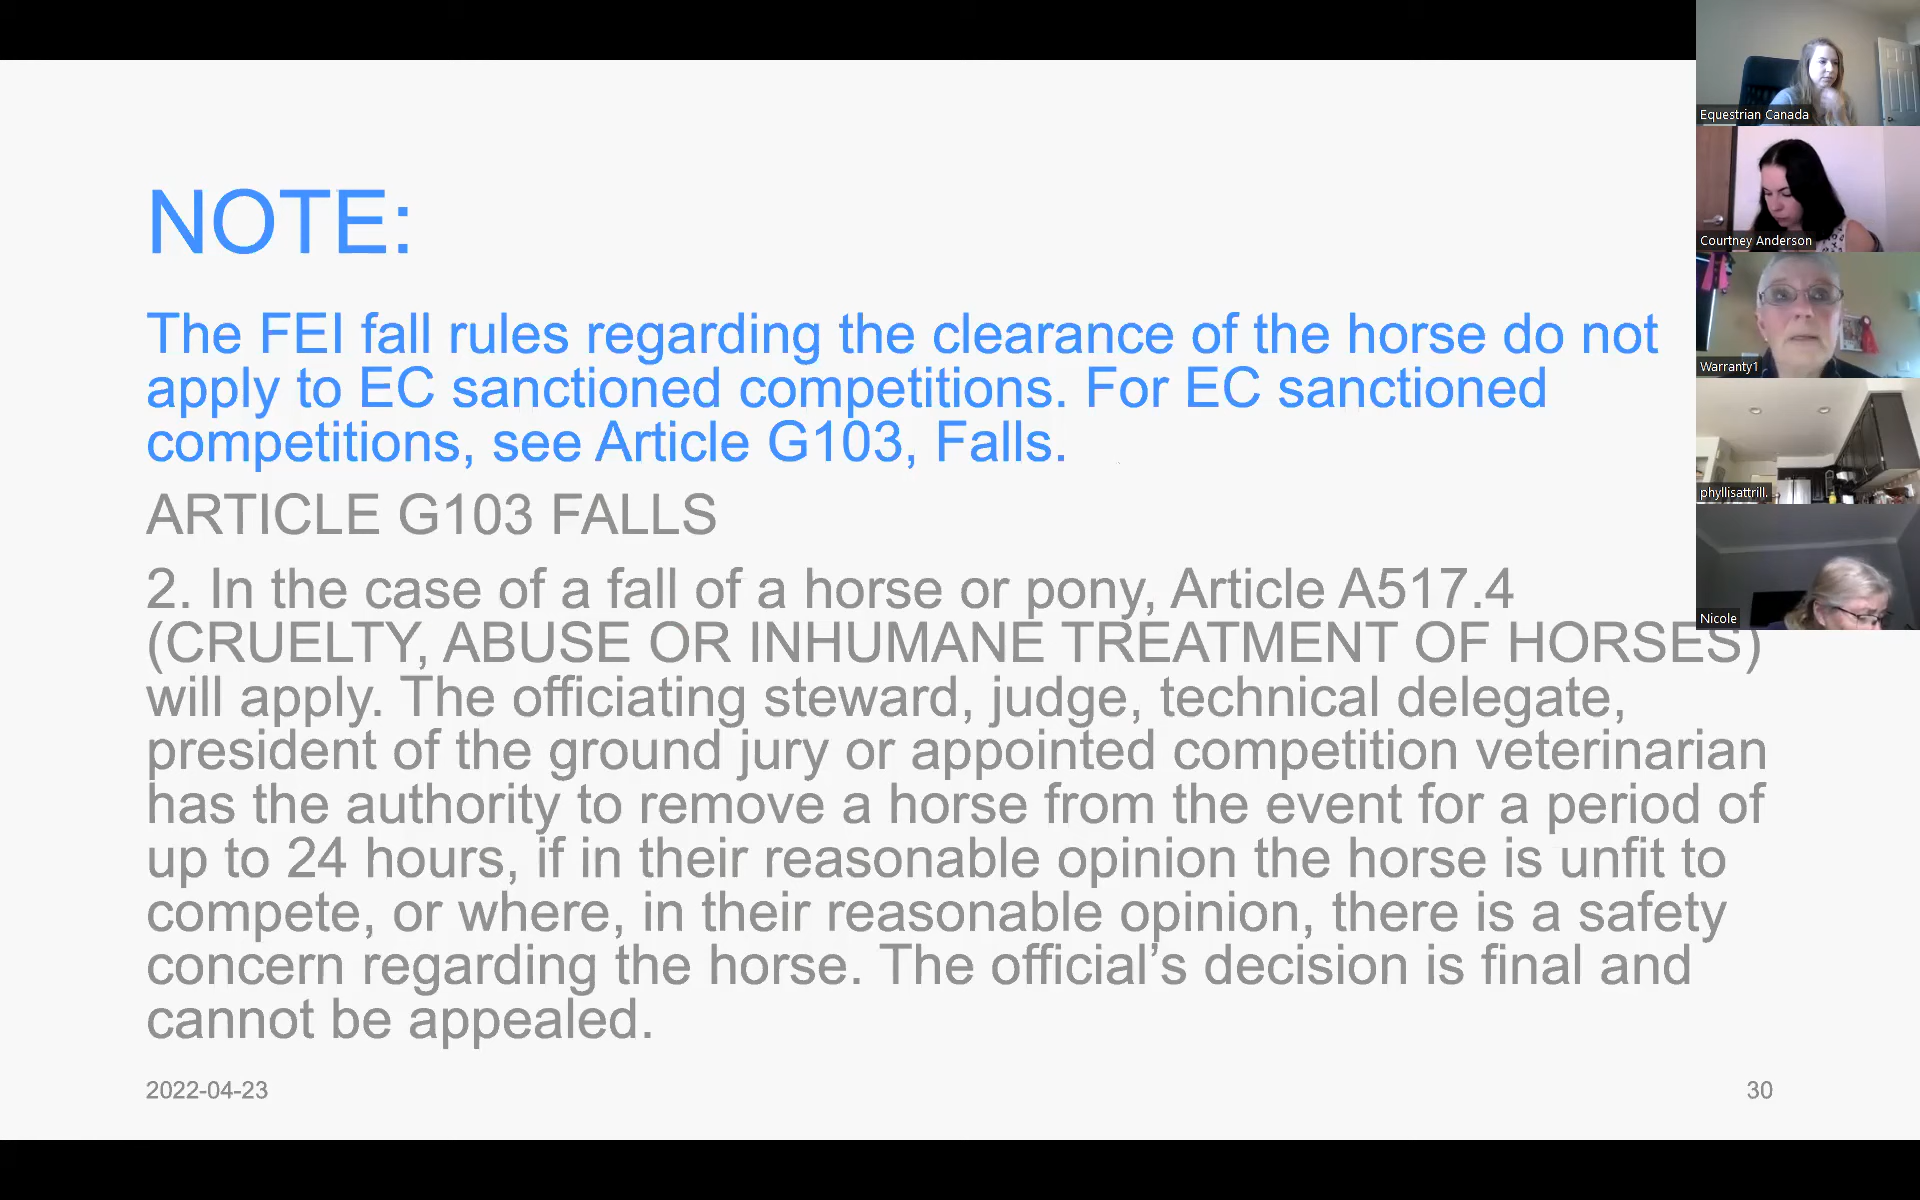 NOTE:
The FEI fall rules regarding the clearance of the horse do not
apply to EC sanctioned competitions. For EC sanctioned
competitions, see Article G103, Falls.
ARTICLE G103 FALLS
2. In the case of a fall of a horse or pony, Article A517.4
(CRUELTY, ABUSE OR INHUMANE TREATMENT OF HORSES)
will apply. The officiating steward, judge, technical delegate,
president of the ground jury or appointed competition veterinarian
has the authority to remove a horse from the event for a period of
up to 24 hours, if in their reasonable opinion the horse is unfit to
compete, or where, in their reasonable opinion, there is a safety
concern regarding the horse. The official’s decision is final and
cannot be appealed.
2022-04-23
30
Equestrian Canada
Courtney Anderson
Warranty1
phyllisattrill.
Nicole